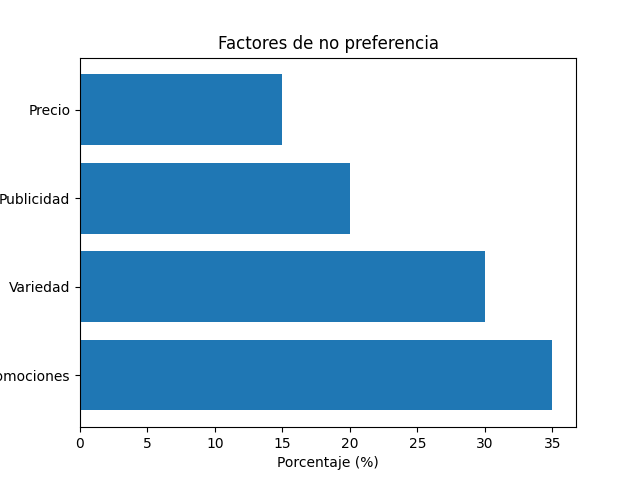 Factores de no preferencia
Precio
Publicidad
Variedad
omociones
0 5 10 15 20 25 30 35
Porcentaje (%)